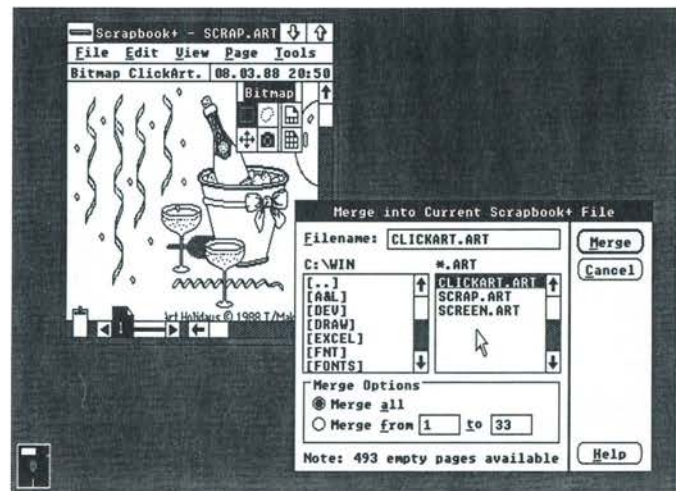 Scrapbook+ - SCRAP.ART
File Edit View Page Tools
Bitmap ClickArt. 08.03.88 20:50
Bitmap
Art Holidays © 1988 T/Mak
1
Merge into Current Scrapbook+ File
Filename: CLICKART.ART
Merge
Cancel
C:\WIN *.ART
[..]
[A&L]
[DEV]
[DRAW]
[EXCEL]
[FNT]
[FONTS]
CLICKART.ART
SCRAP.ART
SCREEN.ART
Merge Options
Merge all
Merge from 1 to 33
Note: 493 empty pages available
Help